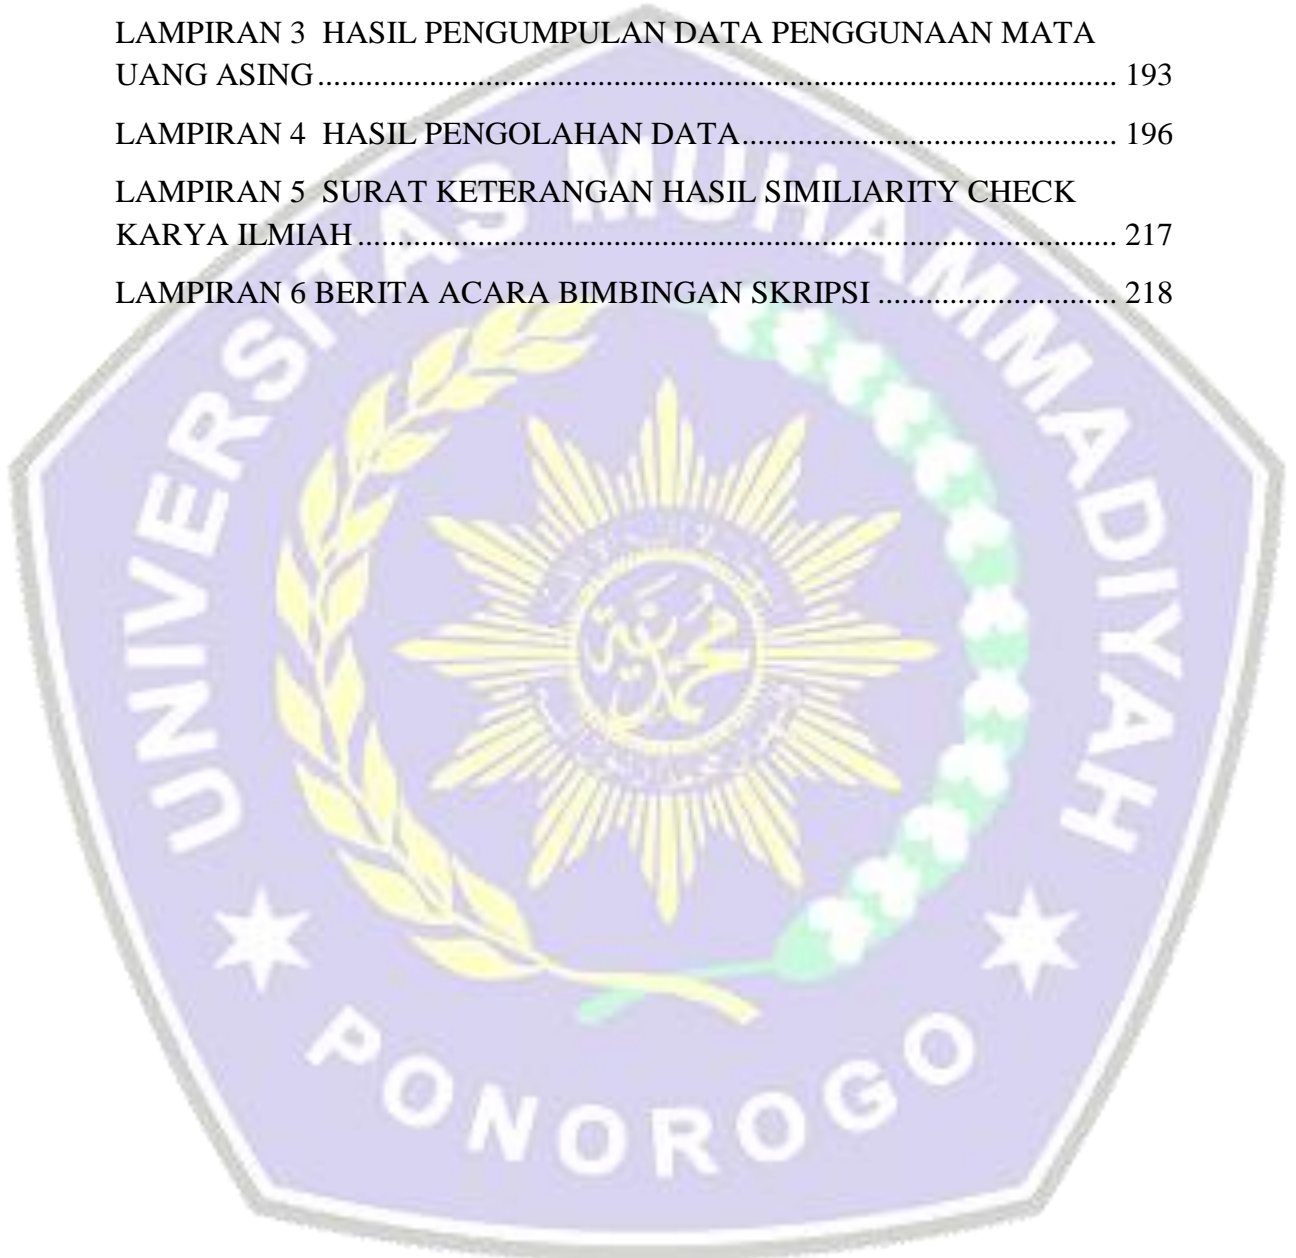 LAMPIRAN 3  HASIL PENGUMPULAN DATA PENGGUNAAN MATA
UANG ASING.................................................................................................... 193
LAMPIRAN 4  HASIL PENGOLAHAN DATA............................................... 196
LAMPIRAN 5  SURAT KETERANGAN HASIL SIMILIARITY CHECK
KARYA ILMIAH............................................................................................... 217
LAMPIRAN 6 BERITA ACARA BIMBINGAN SKRIPSI .............................. 218
UNIVERSITAS MUHAMMADIYAH
PONOROGO